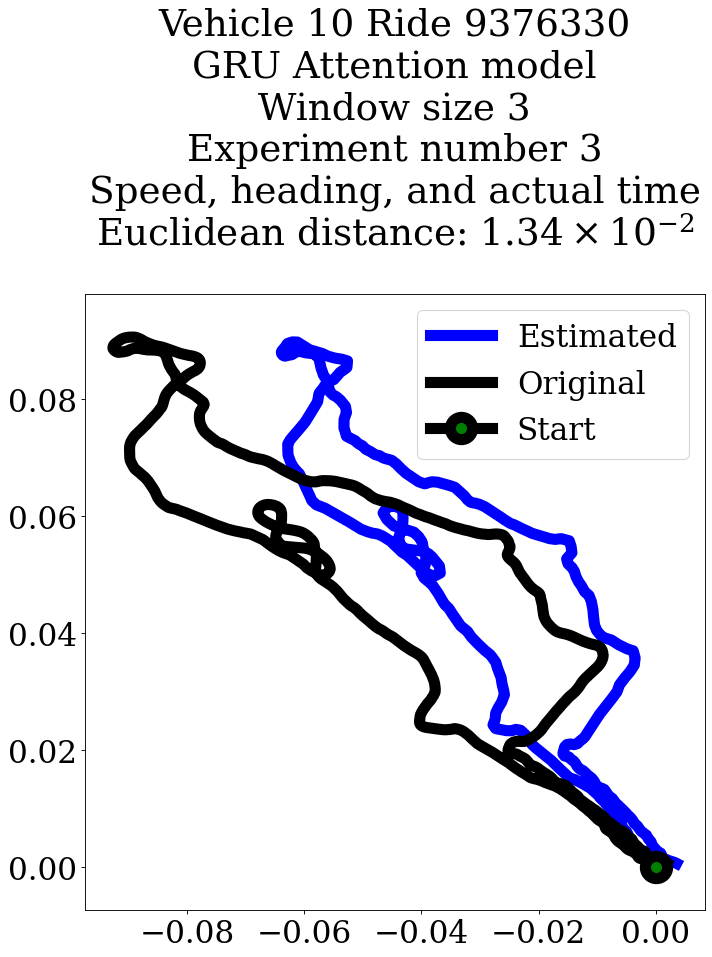 Vehicle 10 Ride 9376330
GRU Attention model
Window size 3
Experiment number 3
Speed, heading, and actual time
Euclidean distance: 1.34 × 10⁻²
Estimated
Original
Start
0.08
0.06
0.04
0.02
0.00
−0.08 −0.06 −0.04 −0.02 0.00